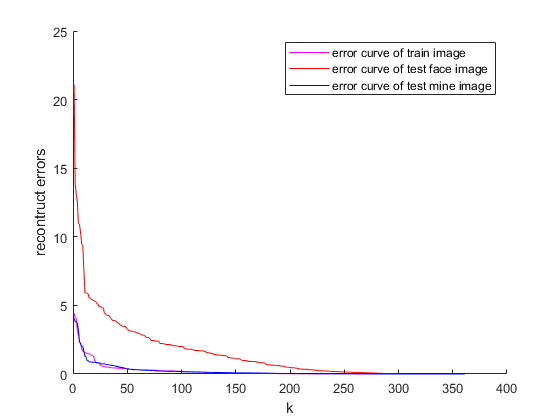 25
20
15
10
5
0
recontruct errors
0 50 100 150 200 250 300 350 400
k
error curve of train image
error curve of test face image
error curve of test mine image